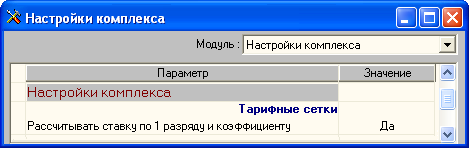 Настройки комплекса
Модуль : Настройки комплекса
Параметр Значение
Настройки комплекса
Тарифные сетки
Рассчитывать ставку по 1 разряду и коэффициенту Да